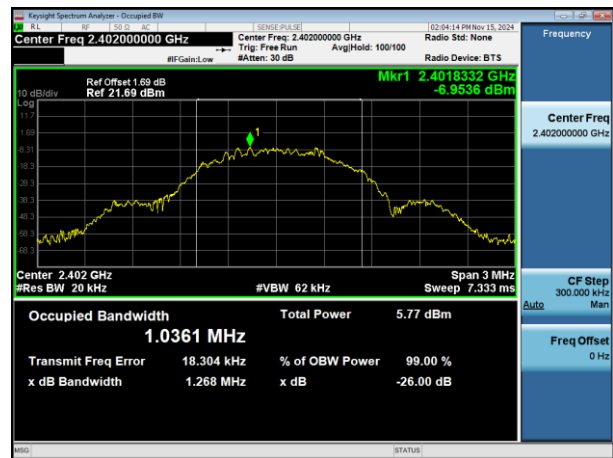 Keysight Spectrum Analyzer - Occupied BW
RL RF 50 Ω AC SENSE:PULSE 02:04:14 PM Nov 15, 2024
Center Freq 2.402000000 GHz Center Freq: 2.402000000 GHz Radio Std: None
Trig: Free Run Avg|Hold: 100/100
#IFGain:Low #Atten: 30 dB Radio Device: BTS
Frequency
Ref Offset 1.69 dB Mkr1 2.4018332 GHz
10 dB/div Ref 21.69 dBm -6.9536 dBm
Log
11.7
1.69
-8.31
-18.3
-28.3
-38.3
-48.3
-58.3
-68.3
1
Center Freq
2.402000000 GHz
Center 2.402 GHz Span 3 MHz
#Res BW 20 kHz #VBW 62 kHz Sweep 7.333 ms
CF Step
300.000 kHz
Auto Man
Occupied Bandwidth Total Power 5.77 dBm
1.0361 MHz
Transmit Freq Error 18.304 kHz % of OBW Power 99.00 %
x dB Bandwidth 1.268 MHz x dB -26.00 dB
Freq Offset
0 Hz
MSG STATUS